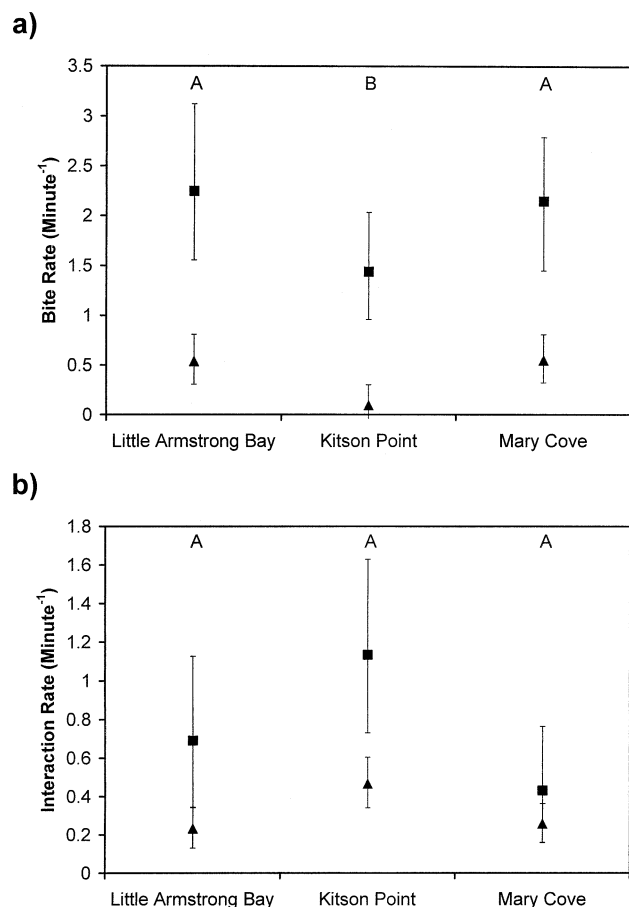 a)
3.5
A B A
3
2.5
2
1.5
1
0.5
0
Bite Rate (Minute⁻¹)
Little Armstrong Bay Kitson Point Mary Cove
b)
1.8
A A A
1.6
1.4
1.2
1
0.8
0.6
0.4
0.2
0
Interaction Rate (Minute⁻¹)
Little Armstrong Bay Kitson Point Mary Cove